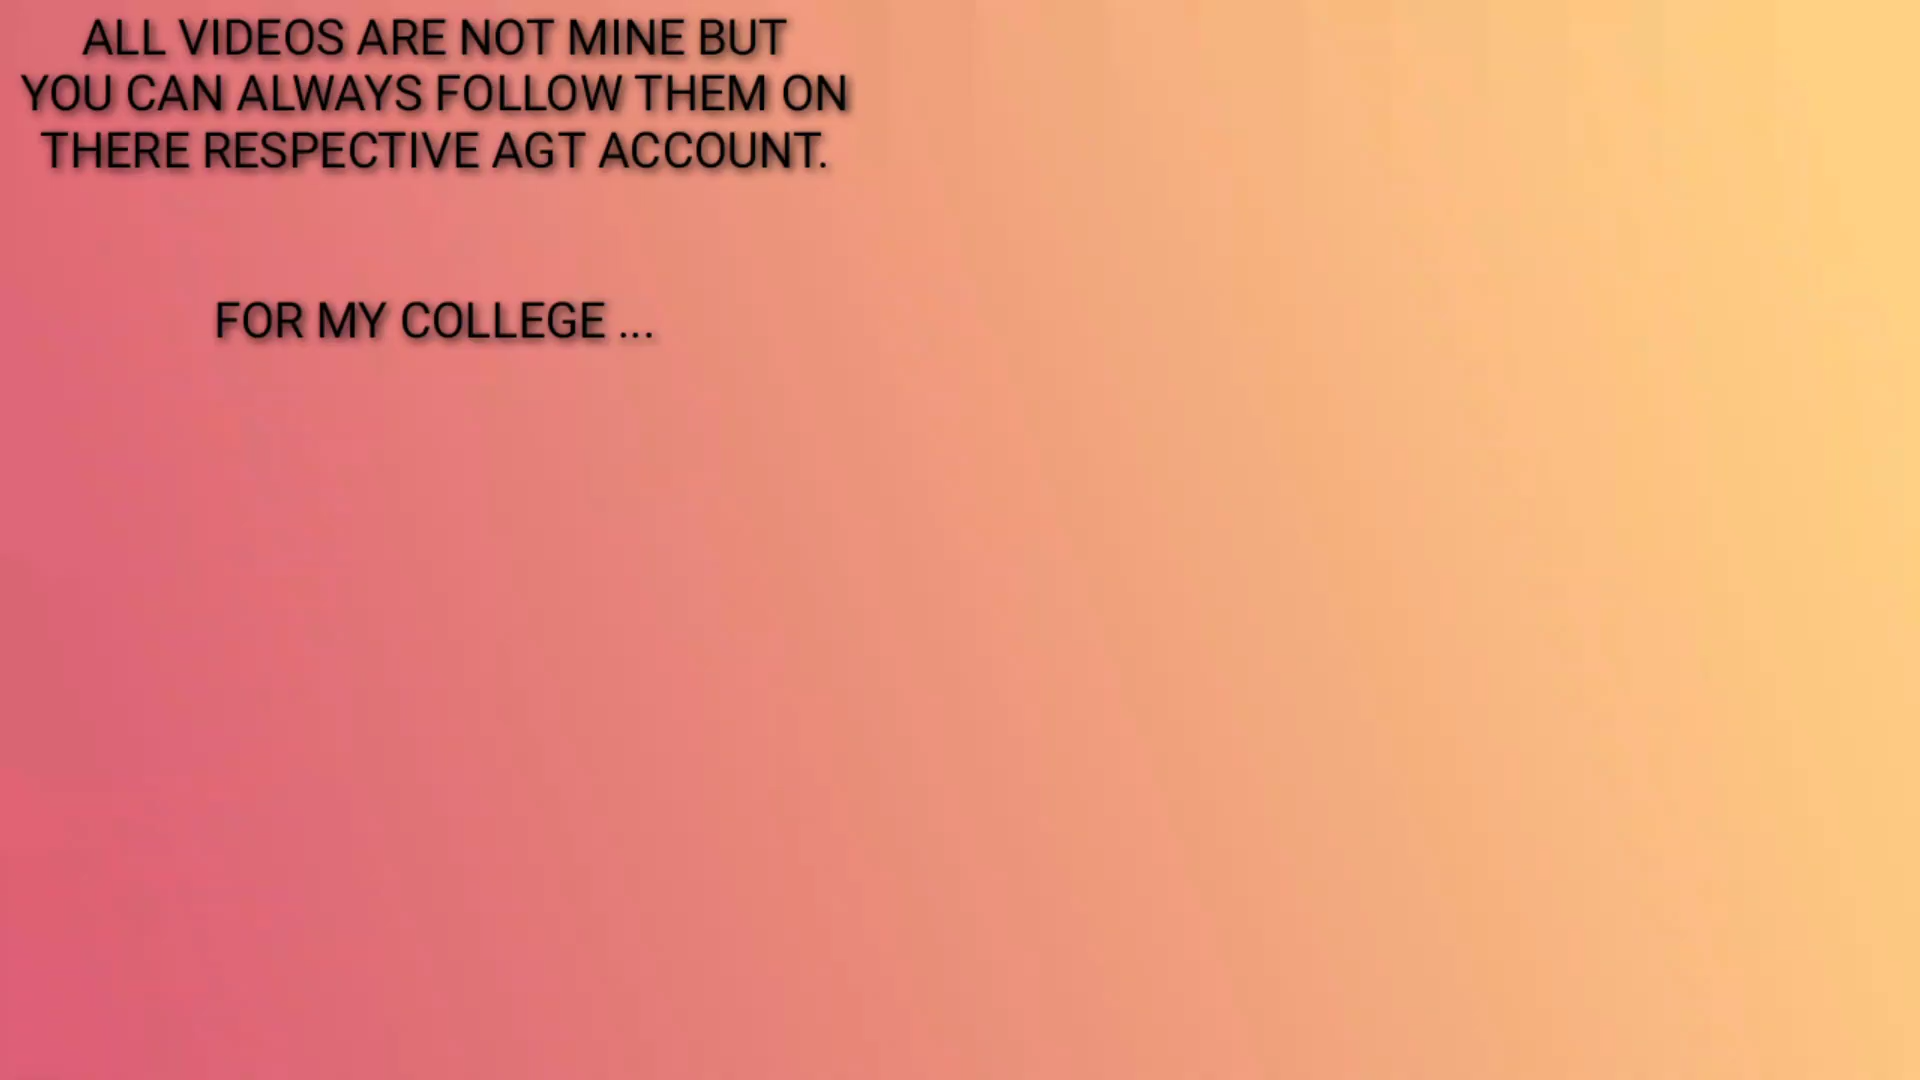 ALL VIDEOS ARE NOT MINE BUT
YOU CAN ALWAYS FOLLOW THEM ON
THERE RESPECTIVE AGT ACCOUNT.
FOR MY COLLEGE ...